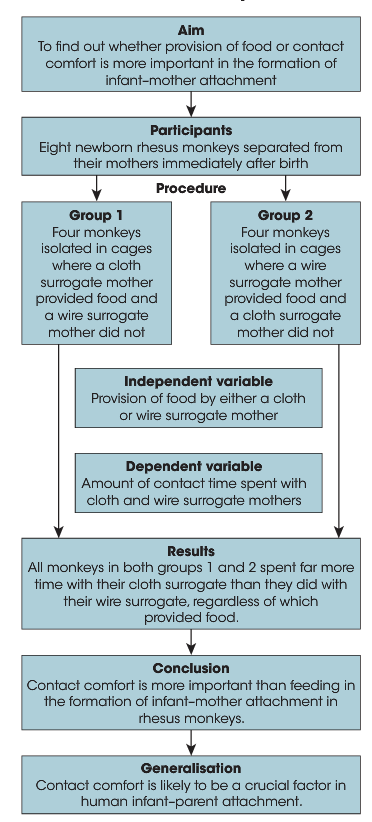 Aim
To find out whether provision of food or contact
comfort is more important in the formation of
infant–mother attachment
Participants
Eight newborn rhesus monkeys separated from
their mothers immediately after birth
Procedure
Group 1
Four monkeys
isolated in cages
where a cloth
surrogate mother
provided food and
a wire surrogate
mother did not
Group 2
Four monkeys
isolated in cages
where a wire
surrogate mother
provided food and
a cloth surrogate
mother did not
Independent variable
Provision of food by either a cloth
or wire surrogate mother
Dependent variable
Amount of contact time spent with
cloth and wire surrogate mothers
Results
All monkeys in both groups 1 and 2 spent far more
time with their cloth surrogate than they did with
their wire surrogate, regardless of which
provided food.
Conclusion
Contact comfort is more important than feeding in
the formation of infant–mother attachment in
rhesus monkeys.
Generalisation
Contact comfort is likely to be a crucial factor in
human infant–parent attachment.